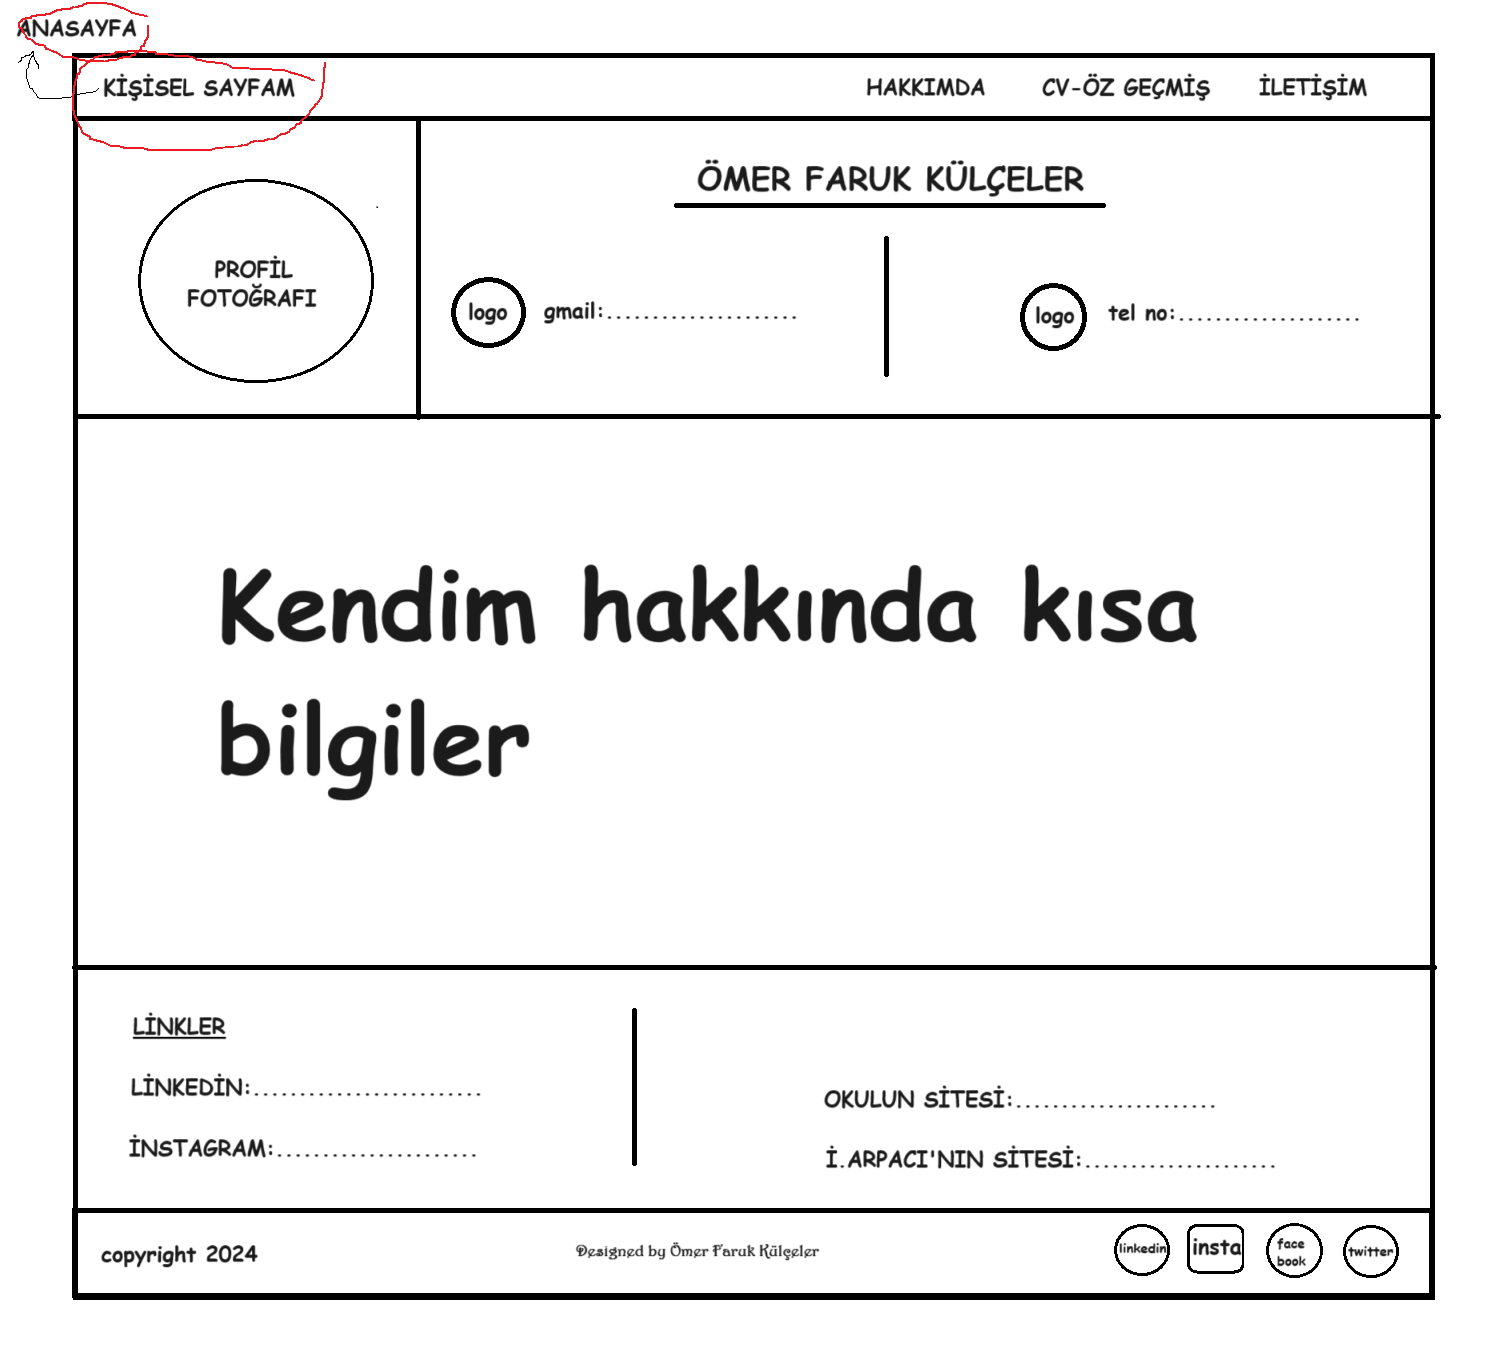 ANASAYFA
KİŞİSEL SAYFAM HAKKIMDA CV-ÖZ GEÇMİŞ İLETİŞİM
ÖMER FARUK KÜLÇELER
PROFİL
FOTOĞRAFI
logo gmail:.....................
logo tel no:....................
Kendim hakkında kısa
bilgiler
LİNKLER
LİNKEDİN:.........................
İNSTAGRAM:......................
OKULUN SİTESİ:......................
İ.ARPACI'NIN SİTESİ:.....................
copyright 2024
Designed by Ömer Faruk Külçeler
linkedin
insta
face
book
twitter